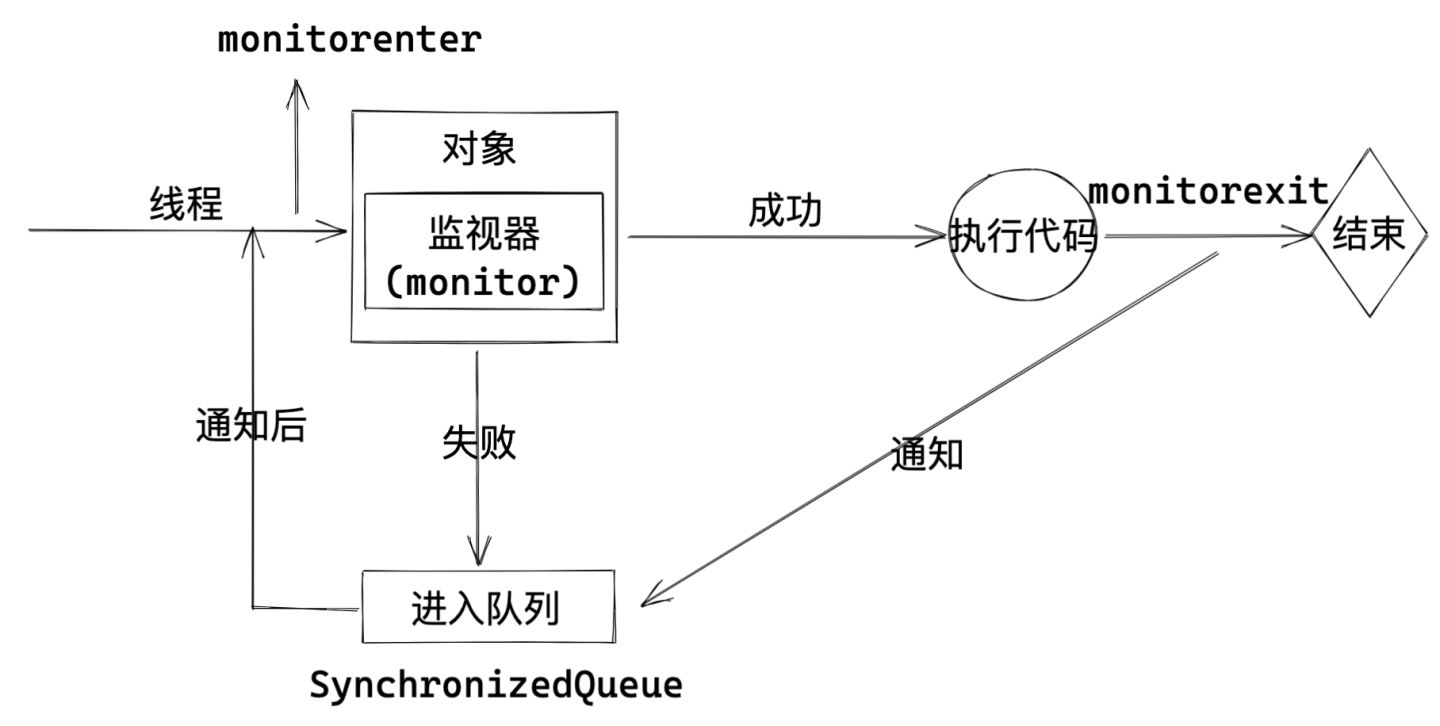 monitorenter
对象
线程
监视器
(monitor)
成功
执行代码
monitorexit
结束
通知后
失败
通知
进入队列
SynchronizedQueue